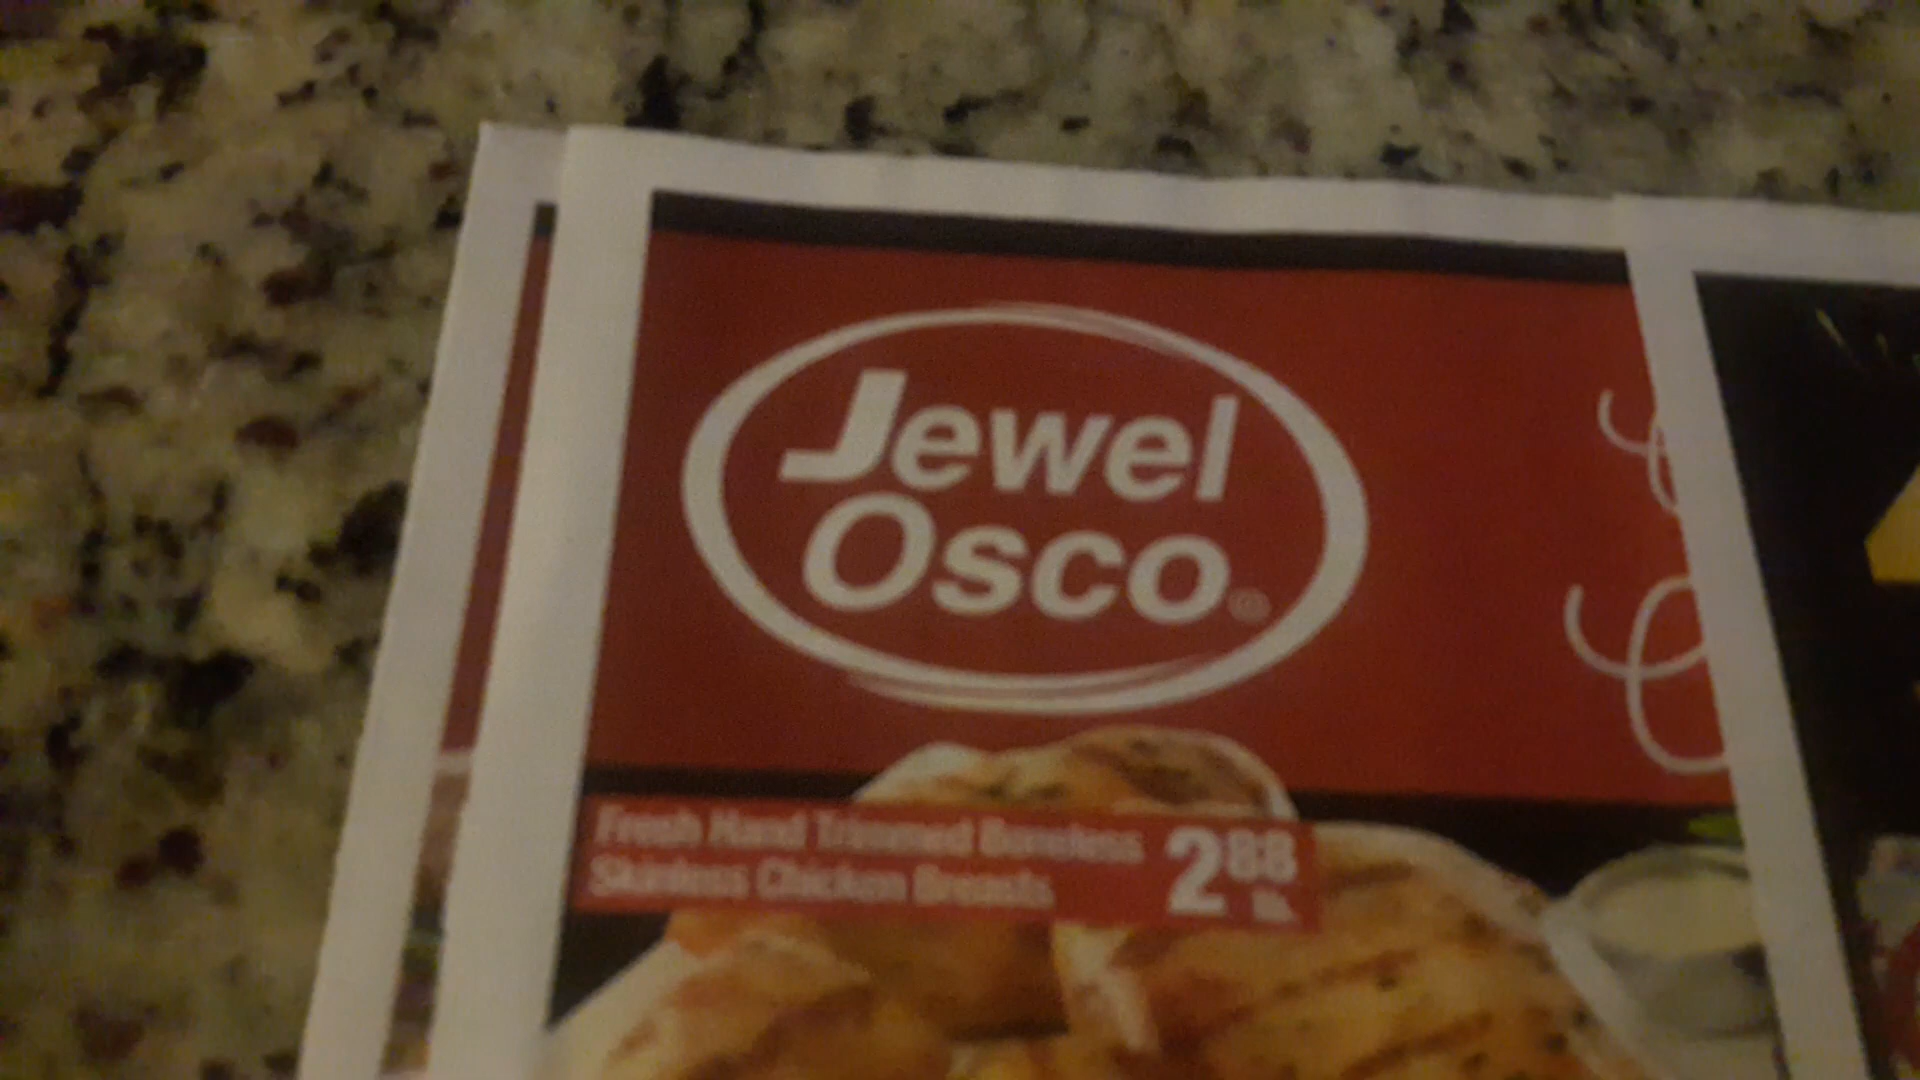 Jewel
Osco®
Fresh Hand Trimmed Boneless
Skinless Chicken Breasts
2 88
lb.